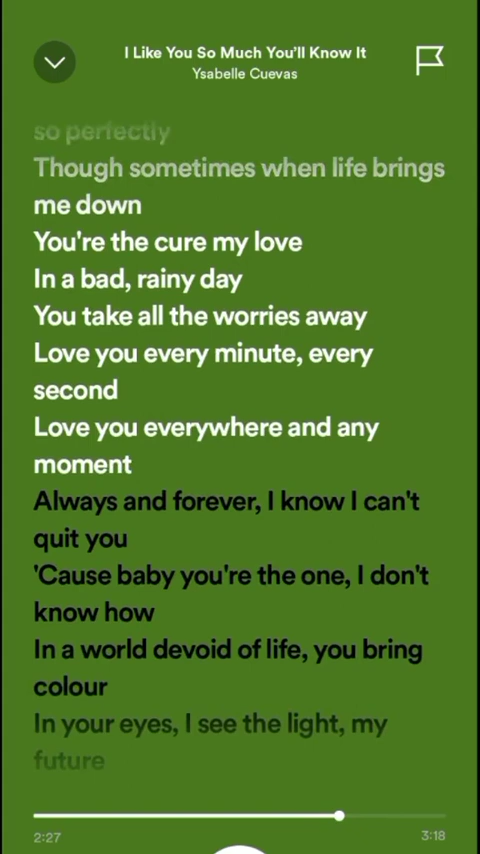 I Like You So Much You'll Know It
Ysabelle Cuevas
so perfectly
Though sometimes when life brings
me down
You're the cure my love
In a bad, rainy day
You take all the worries away
Love you every minute, every
second
Love you everywhere and any
moment
Always and forever, I know I can't
quit you
'Cause baby you're the one, I don't
know how
In a world devoid of life, you bring
colour
In your eyes, I see the light, my
future
2:27
3:18